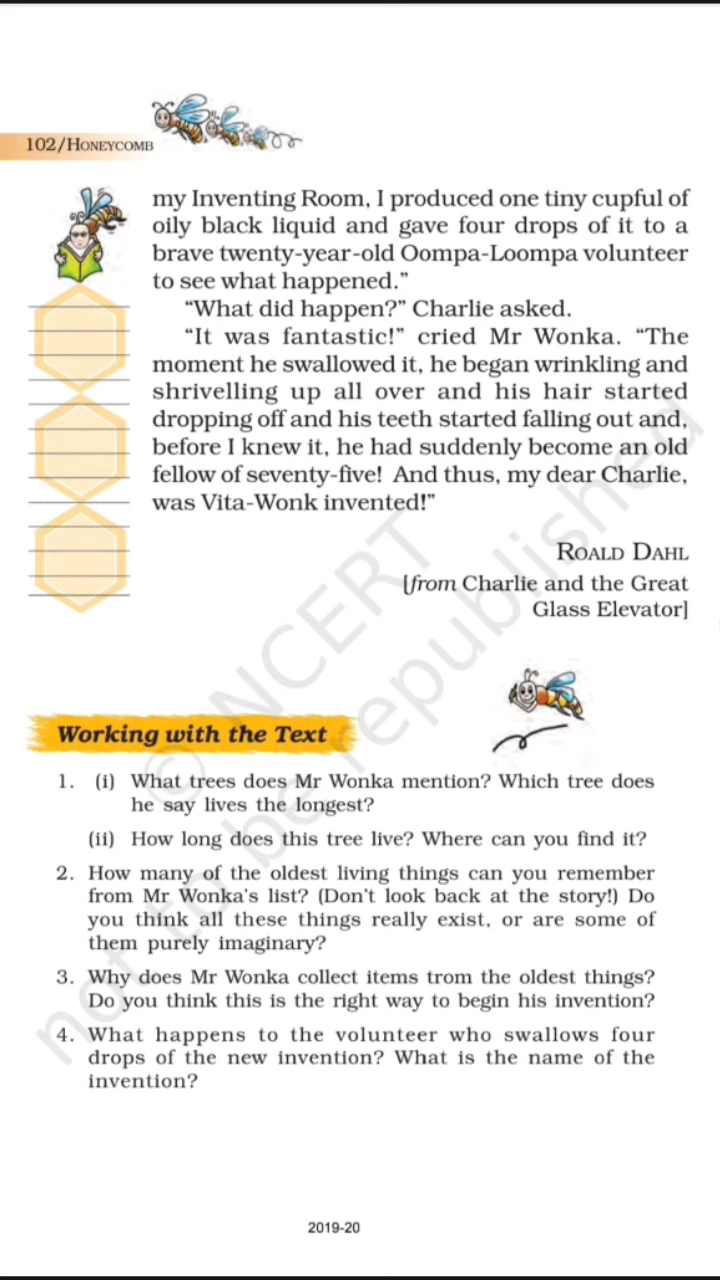 102/HONEYCOMB
my Inventing Room, I produced one tiny cupful of
oily black liquid and gave four drops of it to a
brave twenty-year-old Oompa-Loompa volunteer
to see what happened.”
“What did happen?” Charlie asked.
“It was fantastic!” cried Mr Wonka. “The
moment he swallowed it, he began wrinkling and
shrivelling up all over and his hair started
dropping off and his teeth started falling out and,
before I knew it, he had suddenly become an old
fellow of seventy-five! And thus, my dear Charlie,
was Vita-Wonk invented!”
ROALD DAHL
[from Charlie and the Great
Glass Elevator]
Working with the Text
1. (i) What trees does Mr Wonka mention? Which tree does
he say lives the longest?
(ii) How long does this tree live? Where can you find it?
2. How many of the oldest living things can you remember
from Mr Wonka's list? (Don't look back at the story!) Do
you think all these things really exist, or are some of
them purely imaginary?
3. Why does Mr Wonka collect items trom the oldest things?
Do you think this is the right way to begin his invention?
4. What happens to the volunteer who swallows four
drops of the new invention? What is the name of the
invention?
© NCERT
not to be republished
2019-20